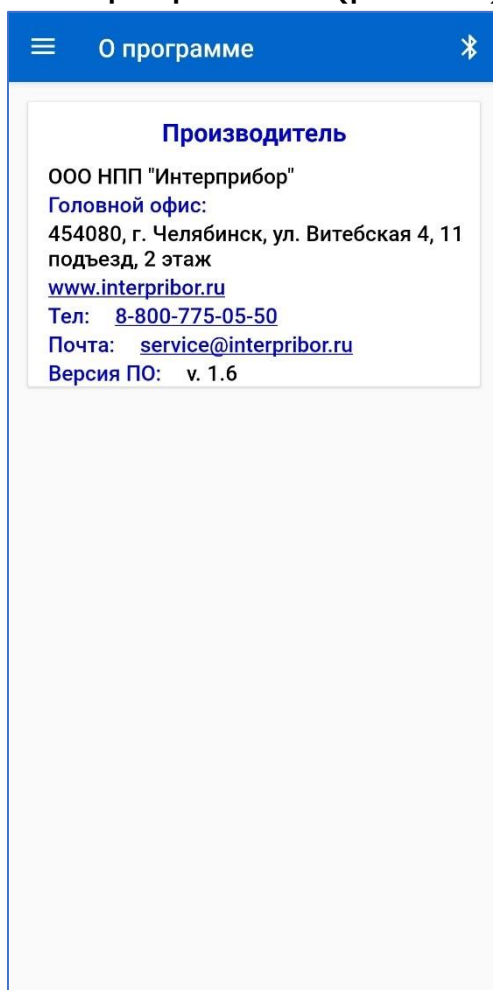 О программе
Производитель
ООО НПП "Интерприбор"
Головной офис:
454080, г. Челябинск, ул. Витебская 4, 11
подъезд, 2 этаж
www.interpribor.ru
Тел: 8-800-775-05-50
Почта: service@interpribor.ru
Версия ПО: v. 1.6